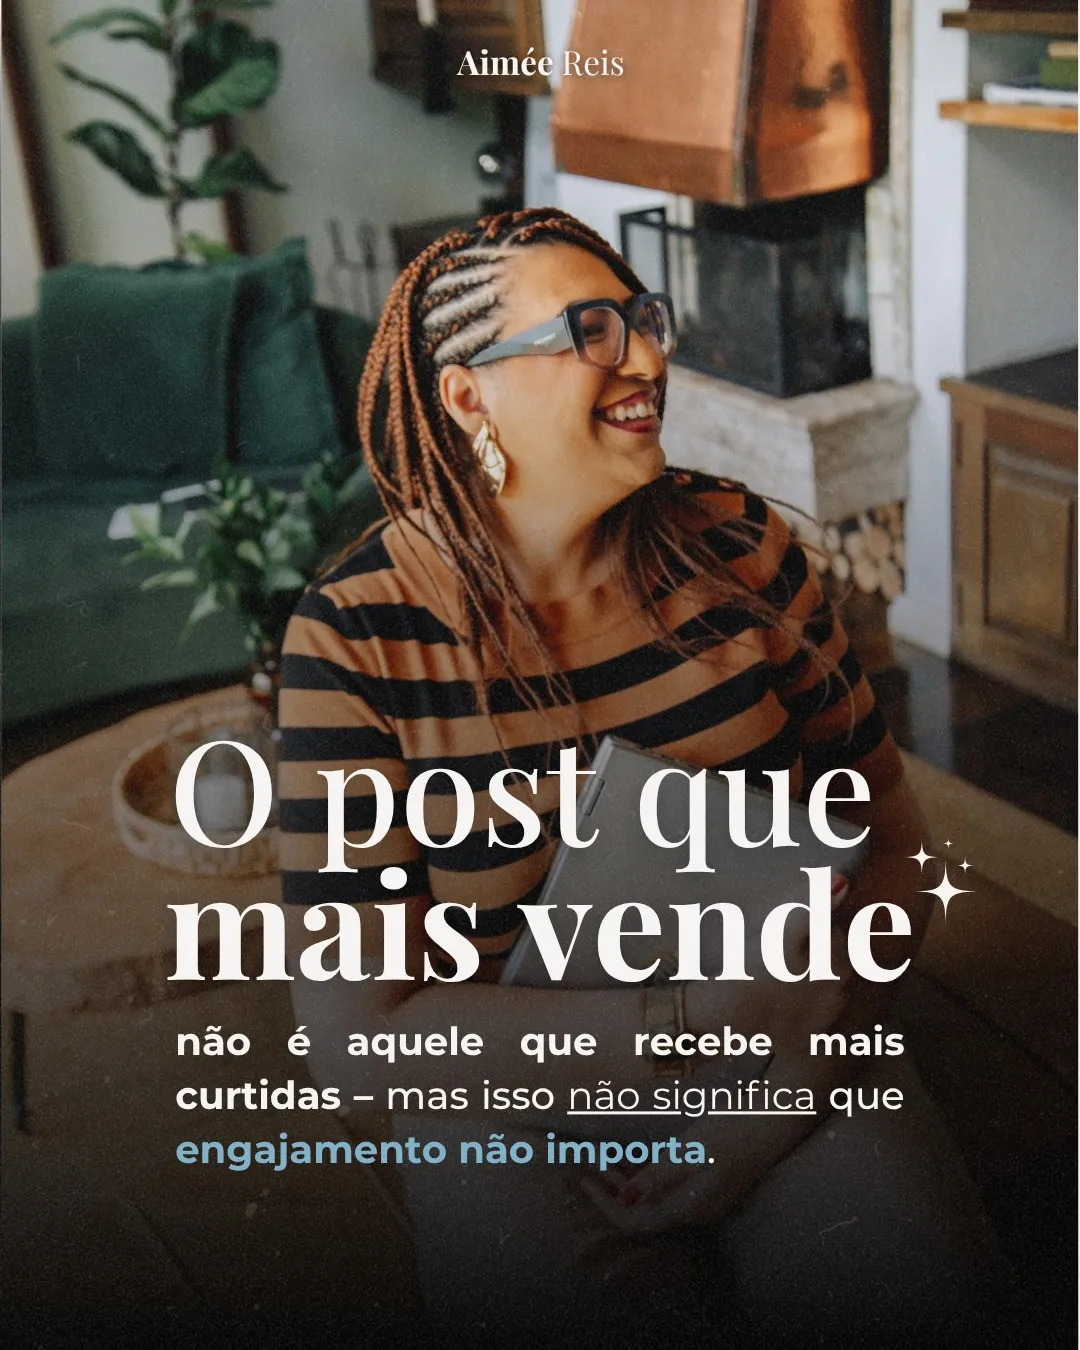 Aimée Reis
O post que
mais vende
não é aquele que recebe mais
curtidas – mas isso não significa que
engajamento não importa.